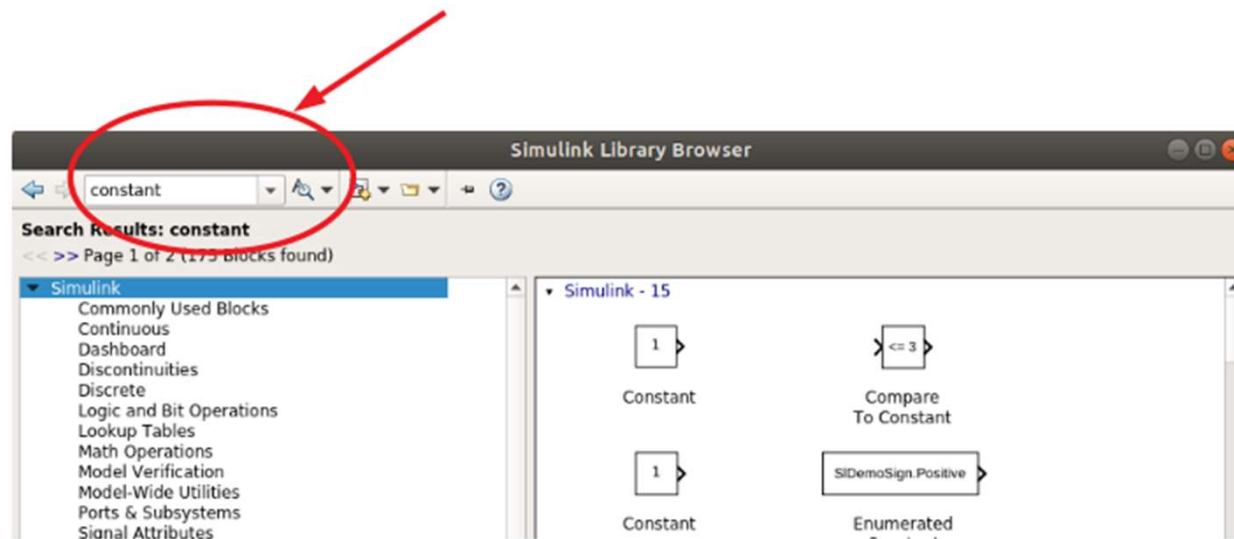 Simulink Library Browser
constant
Search Results: constant
<< >> Page 1 of 2 (175 Blocks found)
Simulink
Commonly Used Blocks
Continuous
Dashboard
Discontinuities
Discrete
Logic and Bit Operations
Lookup Tables
Math Operations
Model Verification
Model-Wide Utilities
Ports & Subsystems
Signal Attributes
Simulink - 15
1
<= 3
Constant
Compare
To Constant
1
SlDemoSign.Positive
Constant
Enumerated